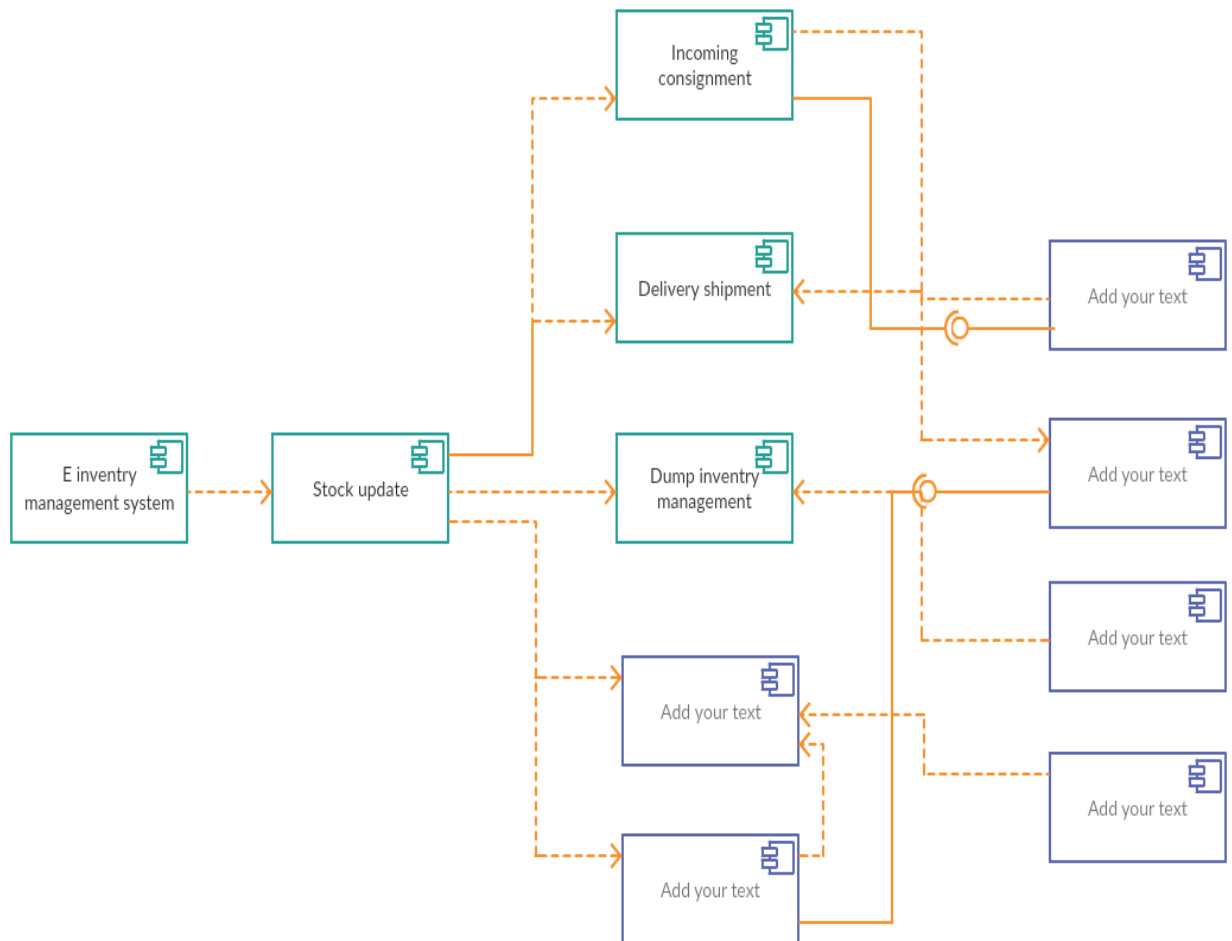 Incoming
consignment
Delivery shipment
Add your text
E inventry
management system
Stock update
Dump inventry
management
Add your text
Add your text
Add your text
Add your text
Add your text